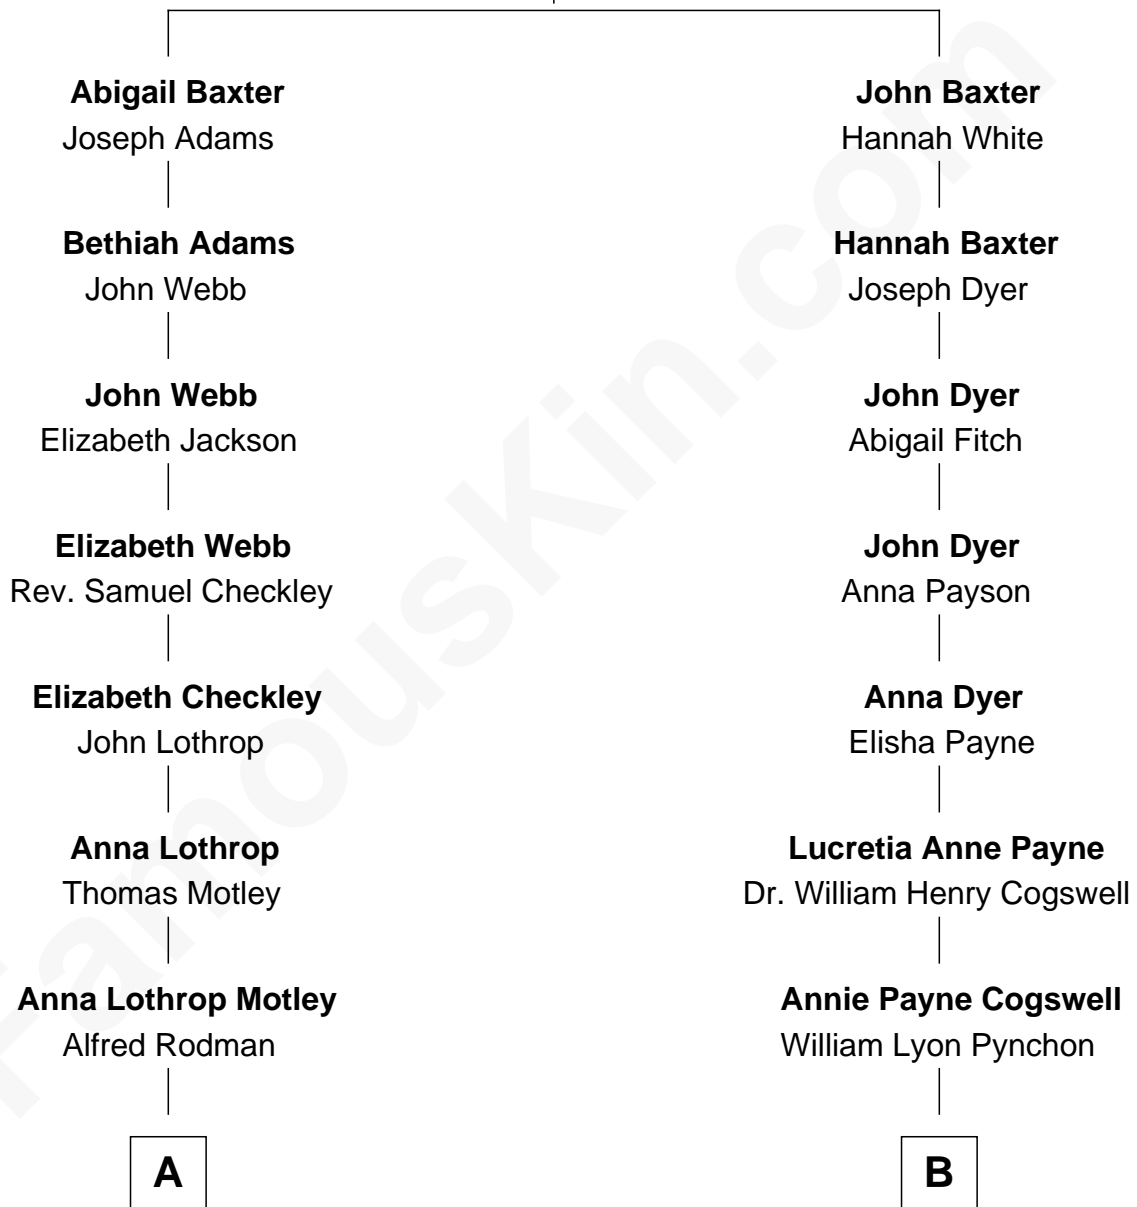 Abigail Baxter
Joseph Adams
Bethiah Adams
John Webb
John Webb
Elizabeth Jackson
Elizabeth Webb
Rev. Samuel Checkley
Elizabeth Checkley
John Lothrop
Anna Lothrop
Thomas Motley
Anna Lothrop Motley
Alfred Rodman
A
John Baxter
Hannah White
Hannah Baxter
Joseph Dyer
John Dyer
Abigail Fitch
John Dyer
Anna Payson
Anna Dyer
Elisha Payne
Lucretia Anne Payne
Dr. William Henry Cogswell
Annie Payne Cogswell
William Lyon Pynchon
B
FamousKin.com